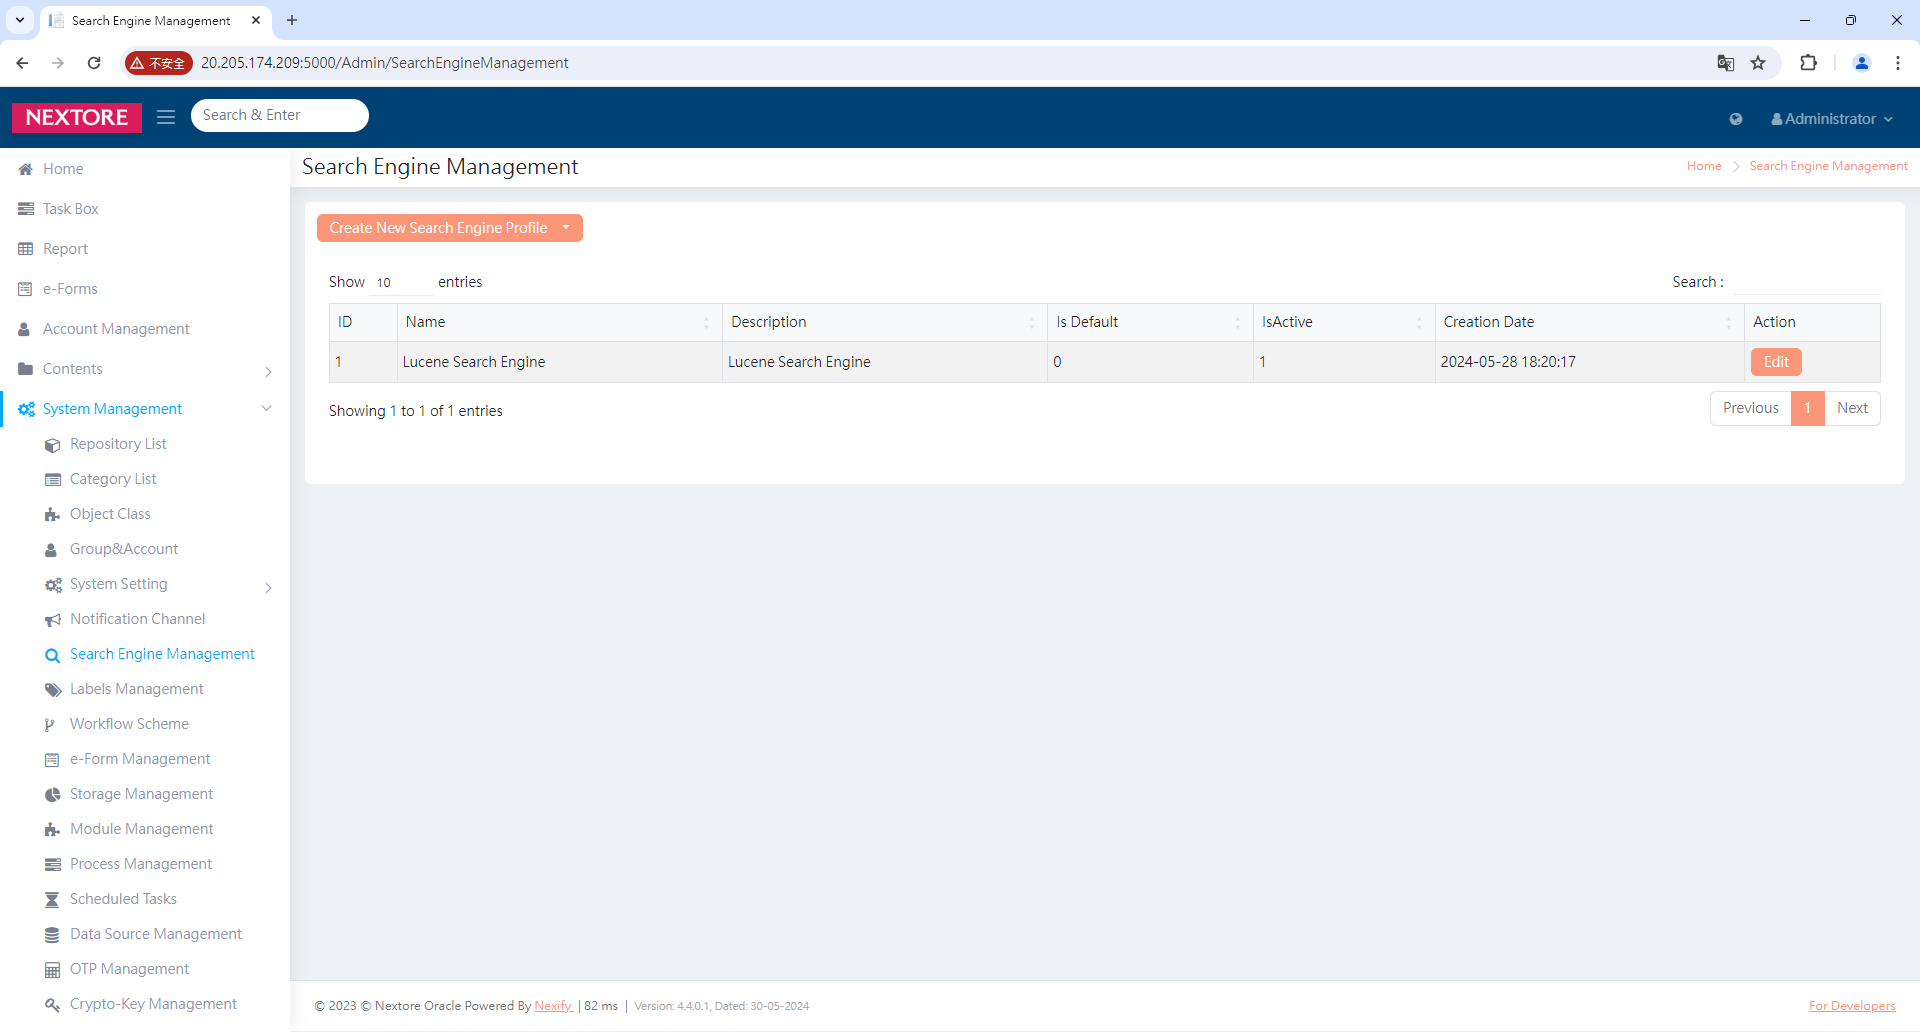 Search Engine Management
不安全 20.205.174.209:5000/Admin/SearchEngineManagement
NEXTORE Search & Enter Administrator
Home
Task Box
Report
e-Forms
Account Management
Contents
System Management
Repository List
Category List
Object Class
Group&Account
System Setting
Notification Channel
Search Engine Management
Labels Management
Workflow Scheme
e-Form Management
Storage Management
Module Management
Process Management
Scheduled Tasks
Data Source Management
OTP Management
Crypto-Key Management
Search Engine Management Home Search Engine Management
Create New Search Engine Profile
Show 10 entries Search :
ID Name Description Is Default IsActive Creation Date Action
1 Lucene Search Engine Lucene Search Engine 0 1 2024-05-28 18:20:17 Edit
Showing 1 to 1 of 1 entries Previous 1 Next
© 2023 © Nextore Oracle Powered By Nexify | 82 ms | Version: 4.4.0.1, Dated: 30-05-2024 For Developers